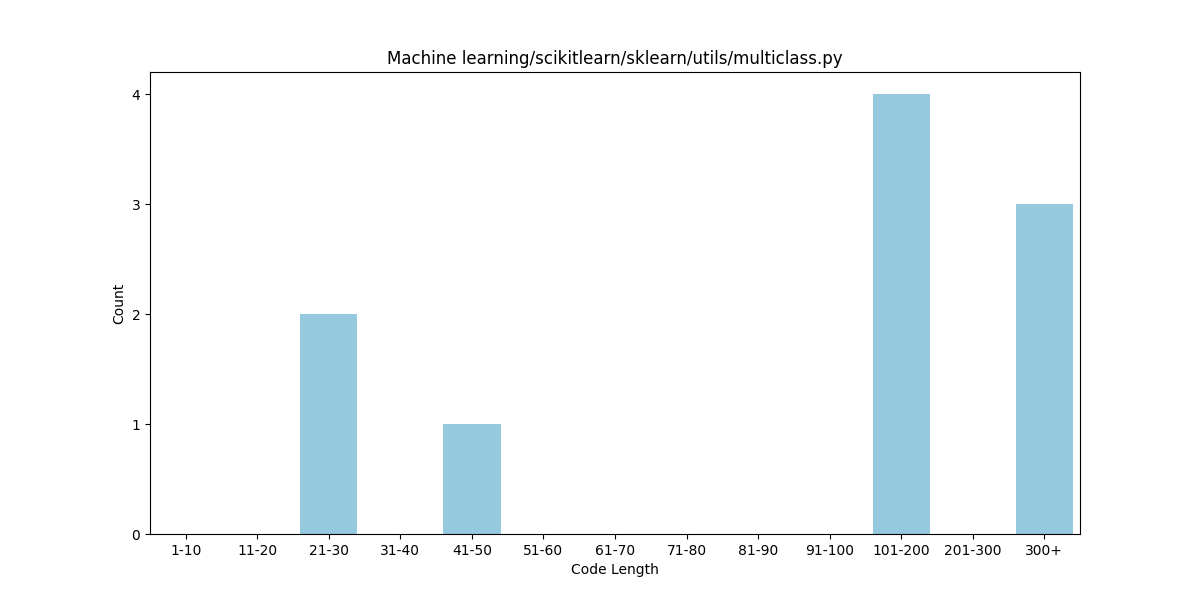 Machine learning/scikitlearn/sklearn/utils/multiclass.py
4
3
2
1
0
Count
1-10 11-20 21-30 31-40 41-50 51-60 61-70 71-80 81-90 91-100 101-200 201-300 300+
Code Length